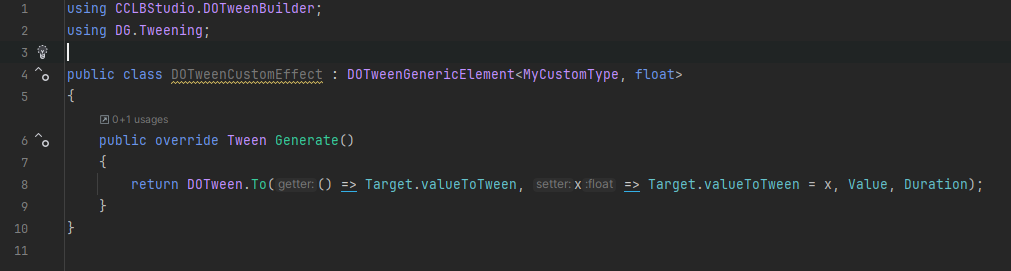 1 using CCLBStudio.DOTweenBuilder;
2 using DG.Tweening;
3
4 public class DOTweenCustomEffect : DOTweenGenericElement<MyCustomType, float>
5 {
0+1 usages
6 public override Tween Generate()
7 {
8 return DOTween.To( getter: () => Target.valueToTween, setter: x :float => Target.valueToTween = x, Value, Duration);
9 }
10 }
11